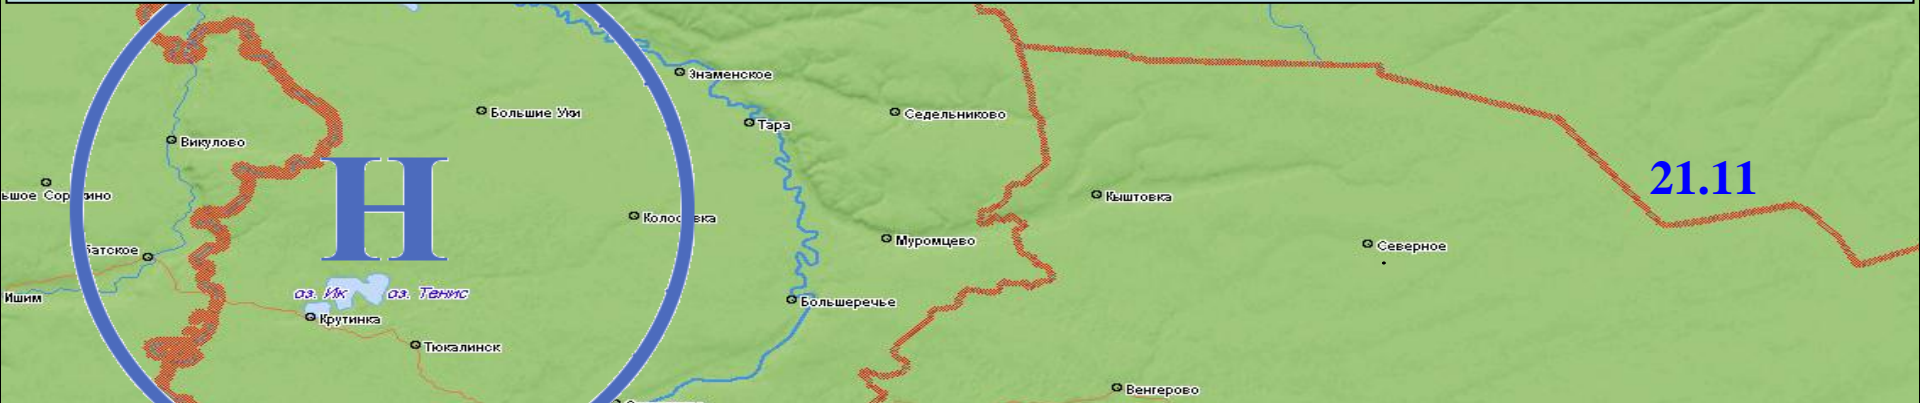 Знаменское
Большие Уки
Седельниково
Тара
Викулово
21.11
Н
Кыштовка
Колосовка
Муромцево
Северное
Ишим
оз. Ик
оз. Тенис
Большеречье
Крутинка
Тюкалинск
Венгерово